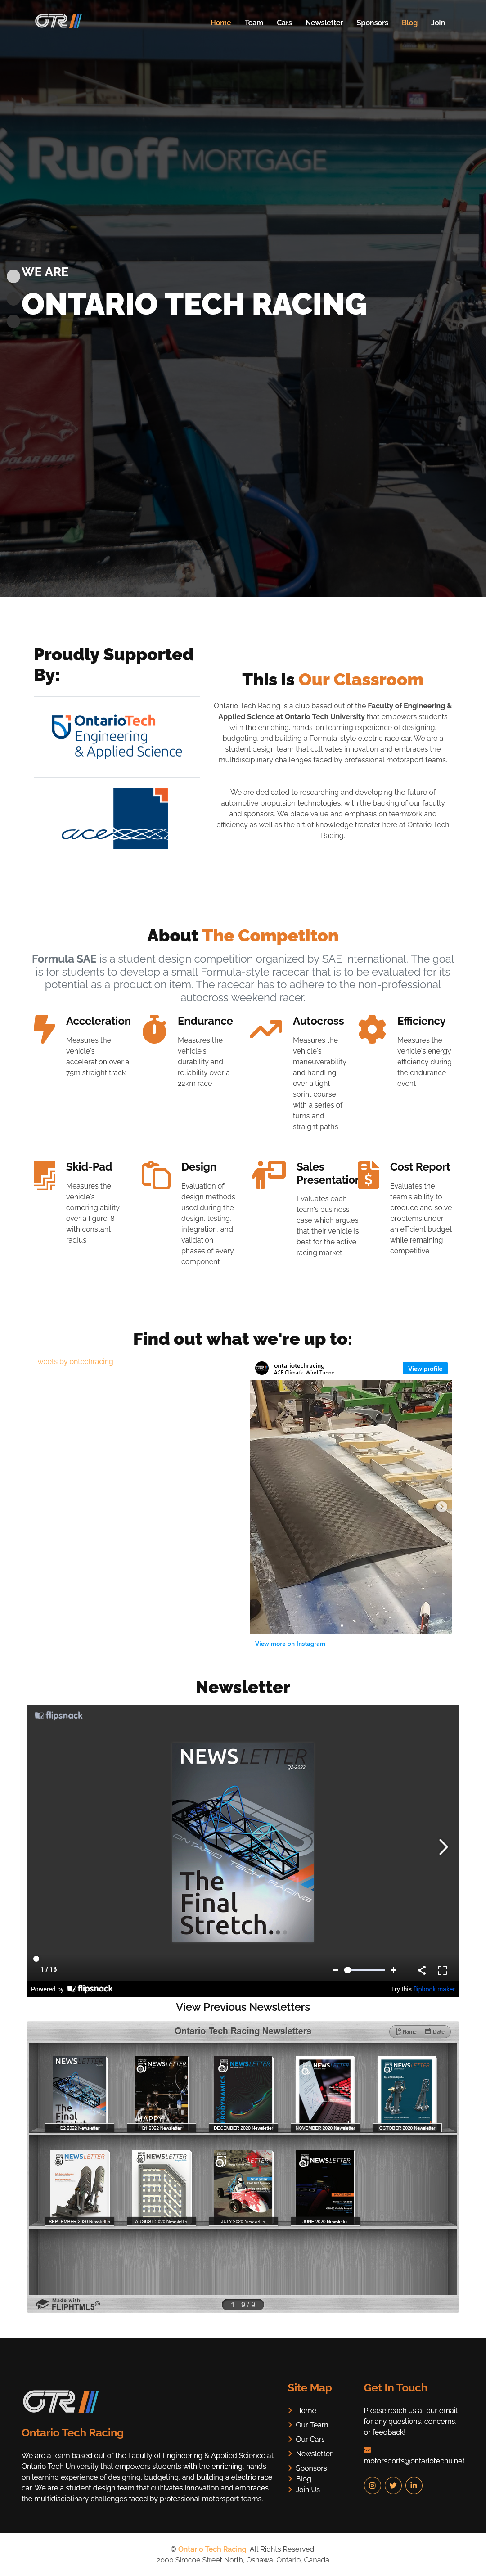 OTR
Home Team Cars Newsletter Sponsors Blog Join
Ruoff MORTGAGE
POLAR BEAR
WE ARE
ONTARIO TECH RACING
Proudly Supported
By:
OntarioTech
Engineering
& Applied Science
ace
This is Our Classroom
Ontario Tech Racing is a club based out of the Faculty of Engineering &
Applied Science at Ontario Tech University that empowers students
with the enriching, hands-on learning experience of designing,
budgeting, and building a Formula-style electric race car. We are a
student design team that cultivates innovation and embraces the
multidisciplinary challenges faced by professional motorsport teams.
We are dedicated to researching and developing the future of
automotive propulsion technologies, with the backing of our faculty
and sponsors. We place value and emphasis on teamwork and
efficiency as well as the art of knowledge transfer here at Ontario Tech
Racing.
About The Competiton
Formula SAE is a student design competition organized by SAE International. The goal
is for students to develop a small Formula-style racecar that is to be evaluated for its
potential as a production item. The racecar has to adhere to the non-professional
autocross weekend racer.
Acceleration
Measures the
vehicle's
acceleration over a
75m straight track
Endurance
Measures the
vehicle's
durability and
reliability over a
22km race
Autocross
Measures the
vehicle's
maneuverability
and handling
over a tight
sprint course
with a series of
turns and
straight paths
Efficiency
Measures the
vehicle's energy
efficiency during
the endurance
event
Skid-Pad
Measures the
vehicle's
cornering ability
over a figure-8
with constant
radius
Design
Evaluation of
design methods
used during the
design, testing,
integration, and
validation
phases of every
component
Sales
Presentation
Evaluates each
team's business
case which argues
that their vehicle is
best for the active
racing market
Cost Report
Evaluates the
team's ability to
produce and solve
problems under
an efficient budget
while remaining
competitive
Find out what we're up to:
Tweets by ontechracing
ontariotechracing
ACE Climatic Wind Tunnel
View profile
View more on Instagram
Newsletter
flipsnack
NEWSLETTER
Q2-2022
ONTARIO TECH RACING
The
Final
Stretch...
1 / 16
Powered by flipsnack
Try this flipbook maker
View Previous Newsletters
Ontario Tech Racing Newsletters
Name Date
Q2 2022 Newsletter
Q1 2022 Newsletter
DECEMBER 2020 Newsletter
NOVEMBER 2020 Newsletter
OCTOBER 2020 Newsletter
SEPTEMBER 2020 Newsletter
AUGUST 2020 Newsletter
JULY 2020 Newsletter
JUNE 2020 Newsletter
Made with
FLIPHTML5
1 - 9 / 9
OTR
Ontario Tech Racing
We are a team based out of the Faculty of Engineering & Applied Science at
Ontario Tech University that empowers students with the enriching, hands-
on learning experience of designing, budgeting, and building a electric race
car. We are a student design team that cultivates innovation and embraces
the multidisciplinary challenges faced by professional motorsport teams.
Site Map
Home
Our Team
Our Cars
Newsletter
Sponsors
Blog
Join Us
Get In Touch
Please reach us at our email
for any questions, concerns,
or feedback!
motorsports@ontariotechu.net
© Ontario Tech Racing. All Rights Reserved.
2000 Simcoe Street North, Oshawa, Ontario, Canada